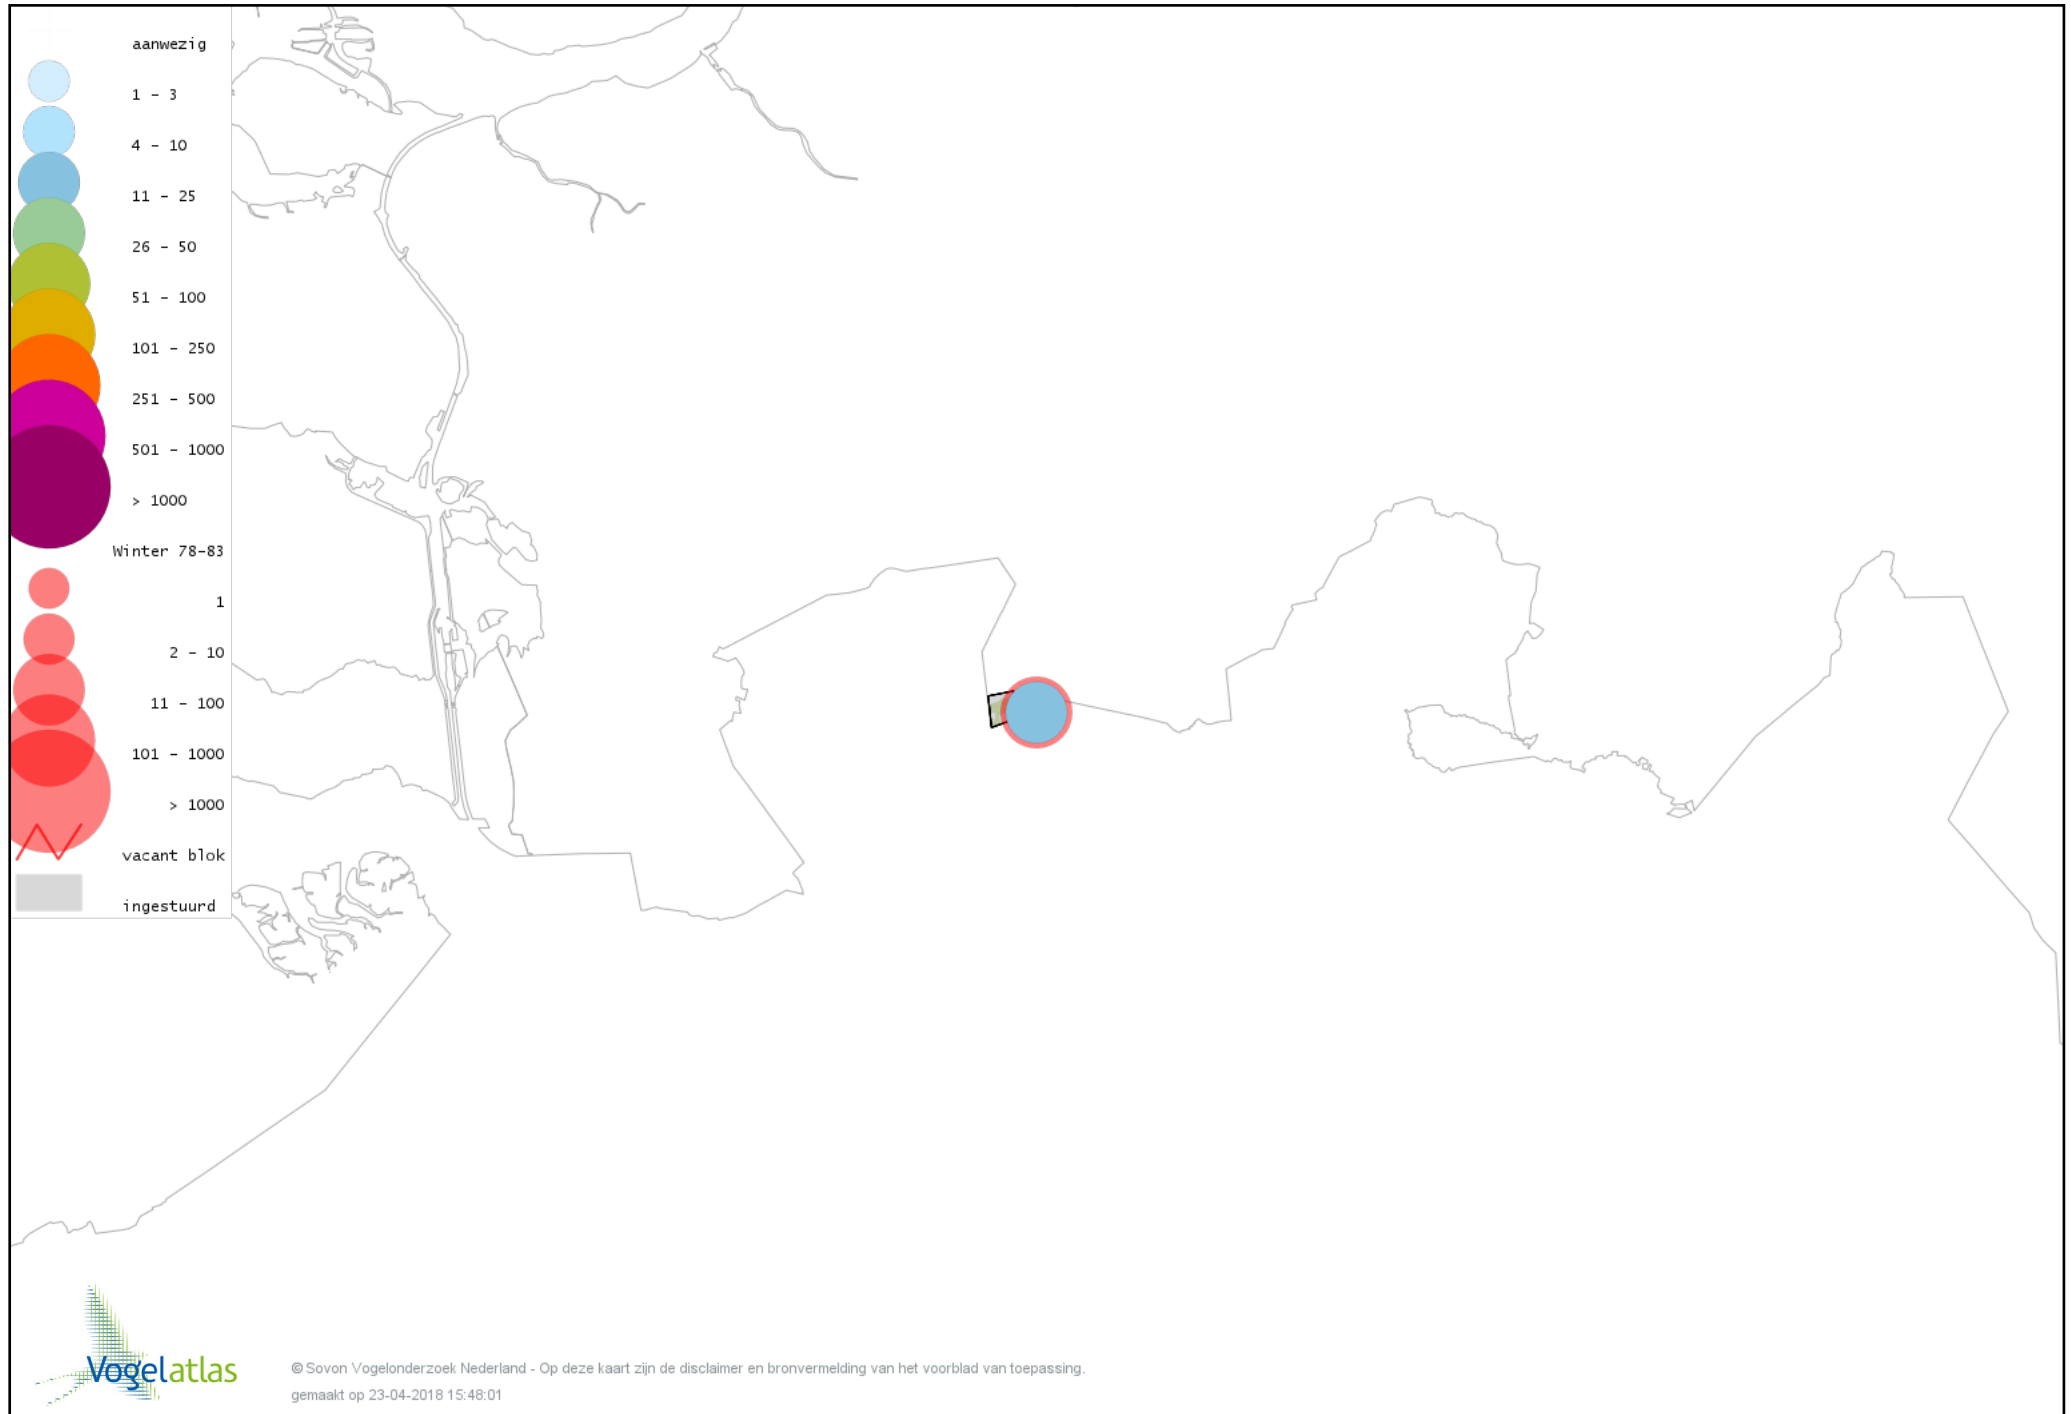 aanwezig
1 - 3
4 - 10
11 - 25
26 - 50
51 - 100
101 - 250
251 - 500
501 - 1000
> 1000
Winter 78-83
1
2 - 10
11 - 100
101 - 1000
> 1000
vacant blok
ingestuurd
Vogelatlas
© Sovon Vogelonderzoek Nederland - Op deze kaart zijn de disclaimer en bronvermelding van het voorblad van toepassing.
gemaakt op 23-04-2018 15:48:01